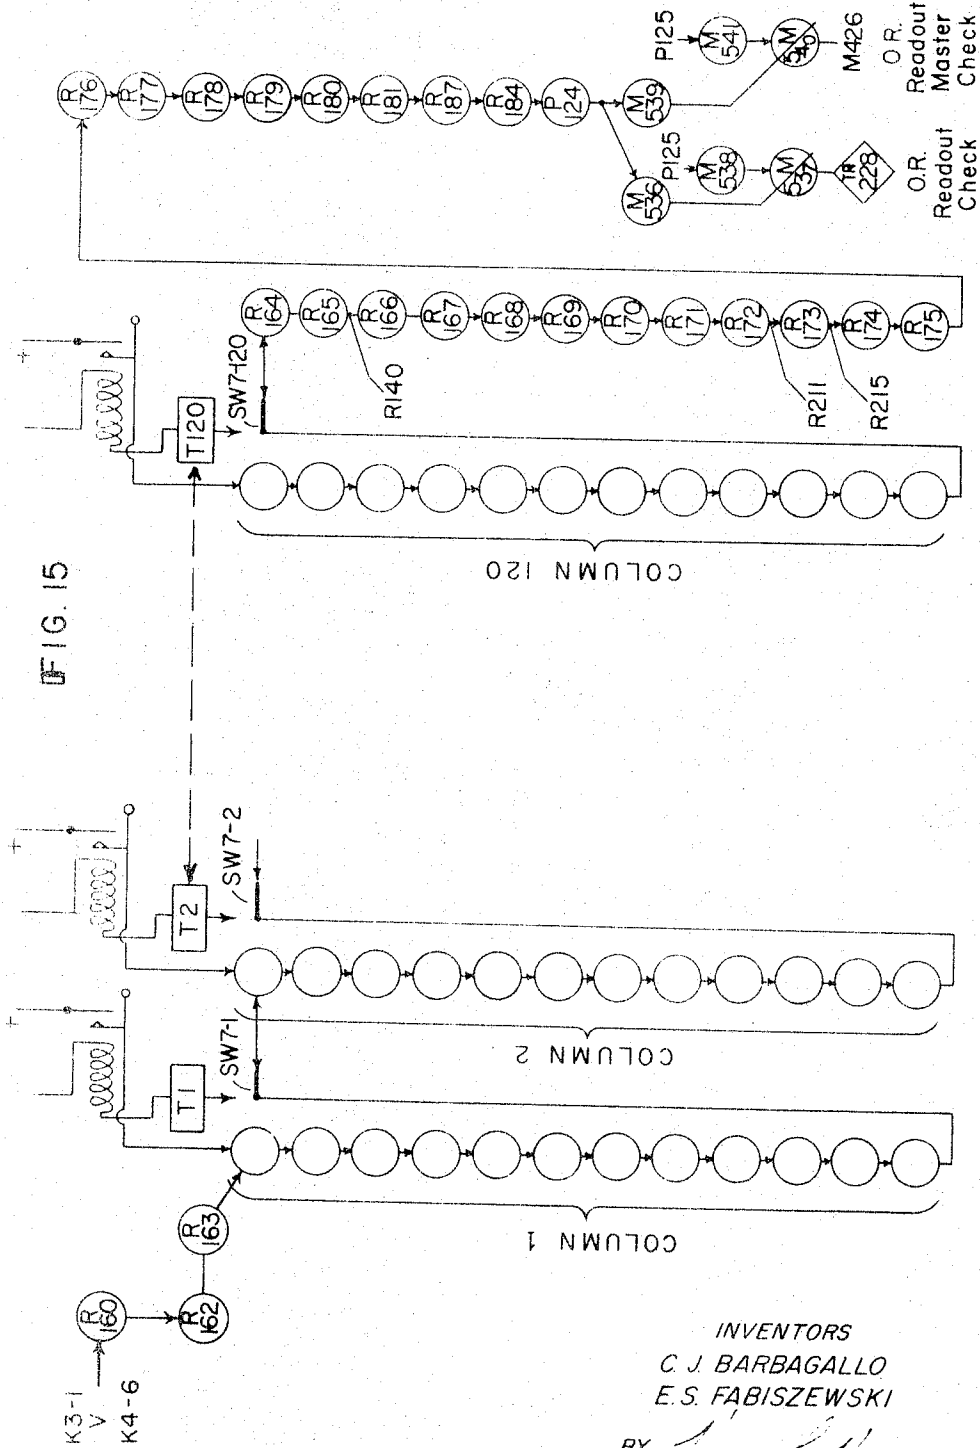 FIG. 15
K3-1
V
K4-6
R
160
R
162
R
163
COLUMN 1
+
T1
SW7-1
COLUMN 2
+
T2
SW7-2
COLUMN 120
+
T120
SW7-120
R
164
R
165
R140
R
166
R
167
R
168
R
169
R
170
R
171
R
172
R211
R
173
R215
R
174
R
175
R
176
R
177
R
178
R
179
R
180
R
181
R
187
R
184
P
124
M
536
P125
M
538
M
537
TR
228
O.R.
Readout
Check
M
539
P125
M
541
M
540
M426
O.R.
Readout
Master
Check
INVENTORS
C. J. BARBAGALLO
E.S. FABISZEWSKI
BY